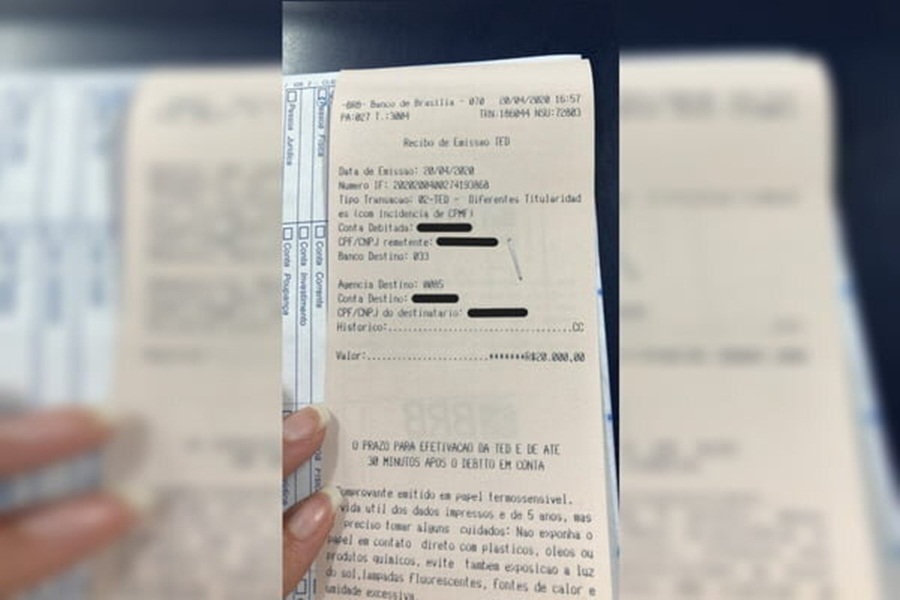 -BRB- Banco de Brasilia - 070 20/04/2020 16:57
PA:027 T.:3004 TRN:186044 NSU:72803
Recibo de Emissao TED
Data de Emissao: 20/04/2020
Numero IF: 2020200400274193868
Tipo Transacao: 02-TED - Diferentes Titularidad
es (com incidencia de CPMF)
Conta Debitada:
CPF/CNPJ remetente:
Banco Destino: 033
Agencia Destino: 0085
Conta Destino:
CPF/CNPJ do destinatario:
Historico:..................................CC
Valor:.......................*******R$20.000,00
BRB
O PRAZO PARA EFETIVACAO DA TED E DE ATE
30 MINUTOS APOS O DEBITO EM CONTA
Comprovante emitido em papel termossensivel.
vida util dos dados impressos e de 5 anos, mas
preciso tomar alguns cuidados: Nao exponha o
papel em contato direto com plasticos, oleos ou
produtos quimicos, evite tambem exposicao a luz
do sol,lampadas fluorescentes, fontes de calor e
umidade excessiva.
Pessoa Física
Pessoa Jurídica
Conta Corrente
Conta Investimento
Conta Poupança